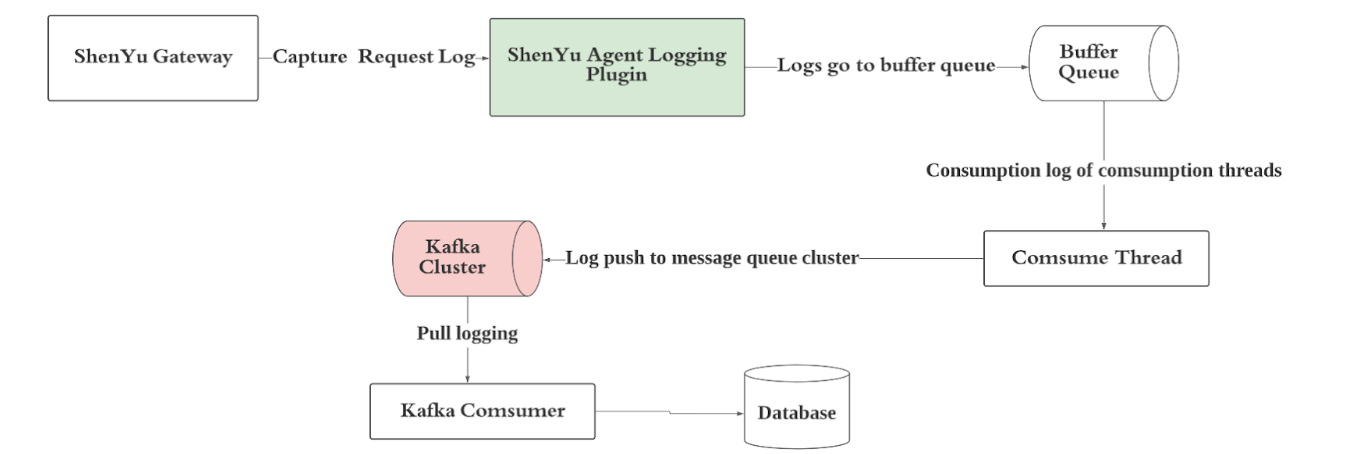 ShenYu Gateway
Capture Request Log
ShenYu Agent Logging
Plugin
Logs go to buffer queue
Buffer
Queue
Consumption log of comsumption threads
Comsume Thread
Log push to message queue cluster
Kafka
Cluster
Pull logging
Kafka Comsumer
Database